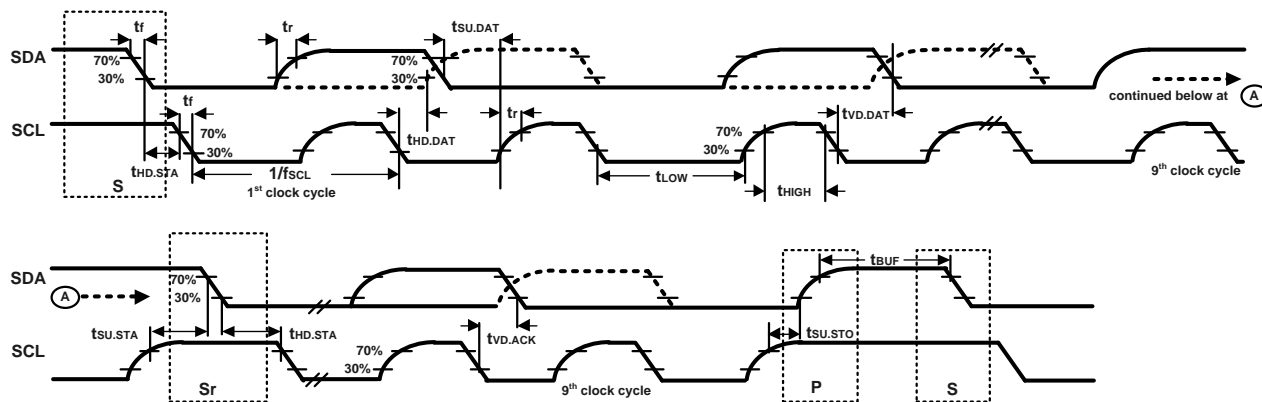 tf
tr
tSU.DAT
SDA
70%
30%
70%
30%
continued below at A
tf
tr
tVD.DAT
SCL
70%
30%
tHD.DAT
70%
30%
tHD.STA
1/fSCL
1st clock cycle
tLOW
tHIGH
9th clock cycle
S
SDA
70%
30%
A
tBUF
tSU.STA
tHD.STA
tVD.ACK
tSU.STO
SCL
70%
30%
9th clock cycle
Sr
P
S